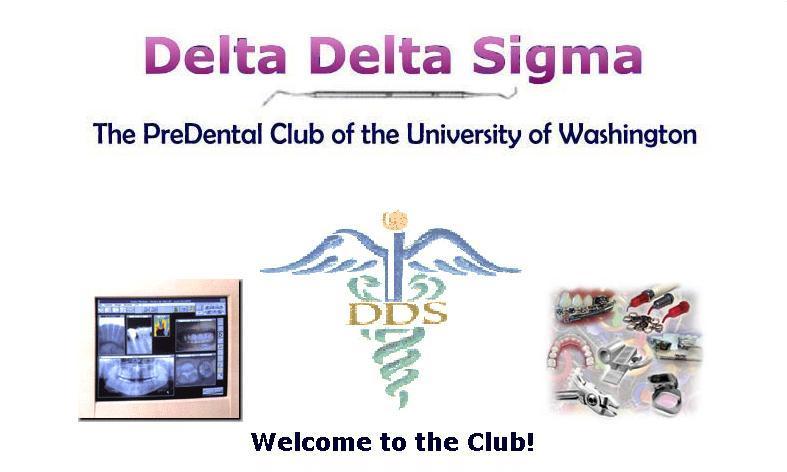 Delta Delta Sigma
The PreDental Club of the University of Washington
DDS
Welcome to the Club!